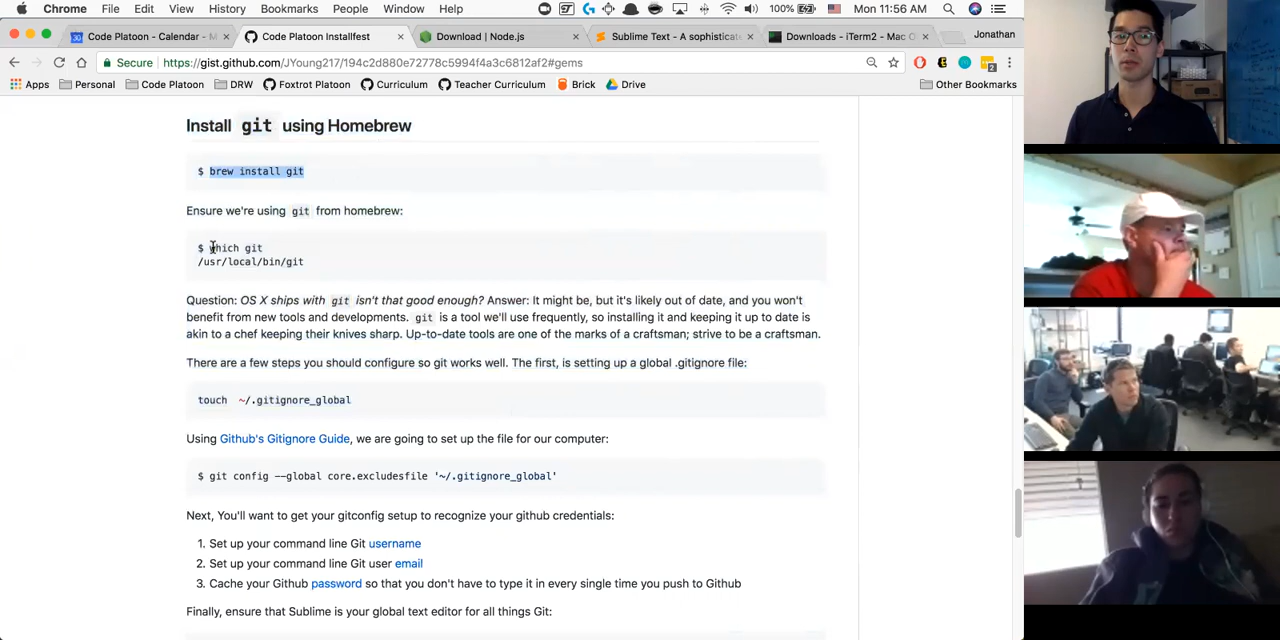 Chrome File Edit View History Bookmarks People Window Help 100% Mon 11:56 AM
Code Platoon - Calendar - M
Code Platoon Installfest
Download | Node.js
Sublime Text - A sophisticat
Downloads - iTerm2 - Mac O
Jonathan
Secure https://gist.github.com/JYoung217/194c2d880e72778c5994f4a3c6812af2#gems
Apps Personal Code Platoon DRW Foxtrot Platoon Curriculum Teacher Curriculum Brick Drive Other Bookmarks
Install git using Homebrew
$ brew install git
Ensure we're using git from homebrew:
$ which git
/usr/local/bin/git
Question: OS X ships with git isn't that good enough? Answer: It might be, but it's likely out of date, and you won't
benefit from new tools and developments. git is a tool we'll use frequently, so installing it and keeping it up to date is
akin to a chef keeping their knives sharp. Up-to-date tools are one of the marks of a craftsman; strive to be a craftsman.
There are a few steps you should configure so git works well. The first, is setting up a global .gitignore file:
touch ~/.gitignore_global
Using Github's Gitignore Guide, we are going to set up the file for our computer:
$ git config --global core.excludesfile '~/.gitignore_global'
Next, You'll want to get your gitconfig setup to recognize your github credentials:
1. Set up your command line Git username
2. Set up your command line Git user email
3. Cache your Github password so that you don't have to type it in every single time you push to Github
Finally, ensure that Sublime is your global text editor for all things Git: